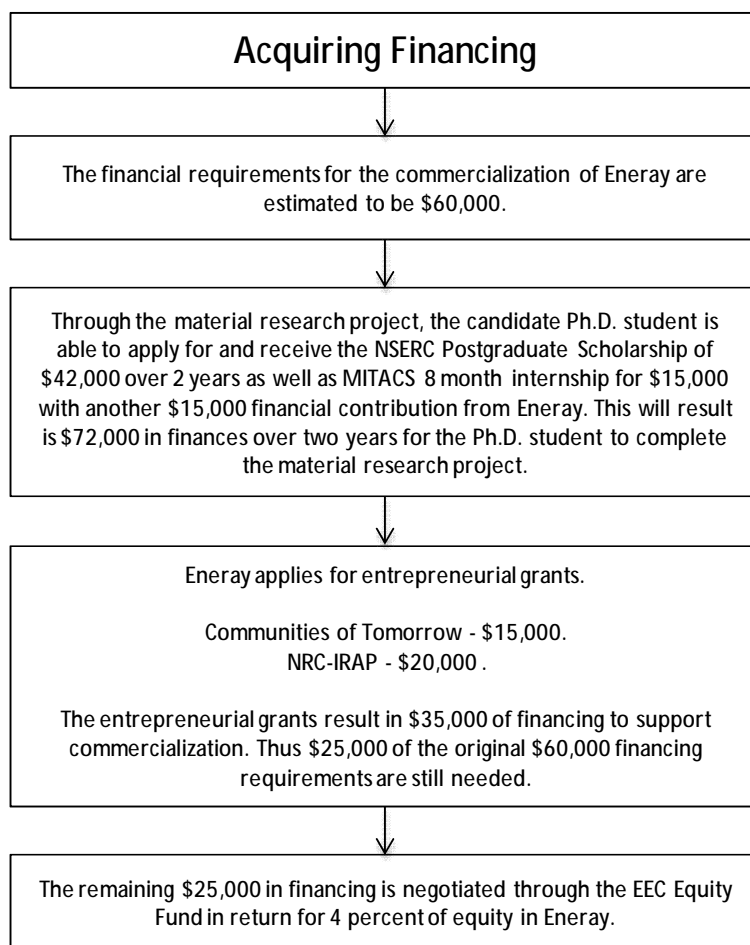 Acquiring Financing
The financial requirements for the commercialization of Eneray are
estimated to be $60,000.
Through the material research project, the candidate Ph.D. student is
able to apply for and receive the NSERC Postgraduate Scholarship of
$42,000 over 2 years as well as MITACS 8 month internship for $15,000
with another $15,000 financial contribution from Eneray. This will result
is $72,000 in finances over two years for the Ph.D. student to complete
the material research project.
Eneray applies for entrepreneurial grants.
Communities of Tomorrow - $15,000.
NRC-IRAP - $20,000 .
The entrepreneurial grants result in $35,000 of financing to support
commercialization. Thus $25,000 of the original $60,000 financing
requirements are still needed.
The remaining $25,000 in financing is negotiated through the EEC Equity
Fund in return for 4 percent of equity in Eneray.